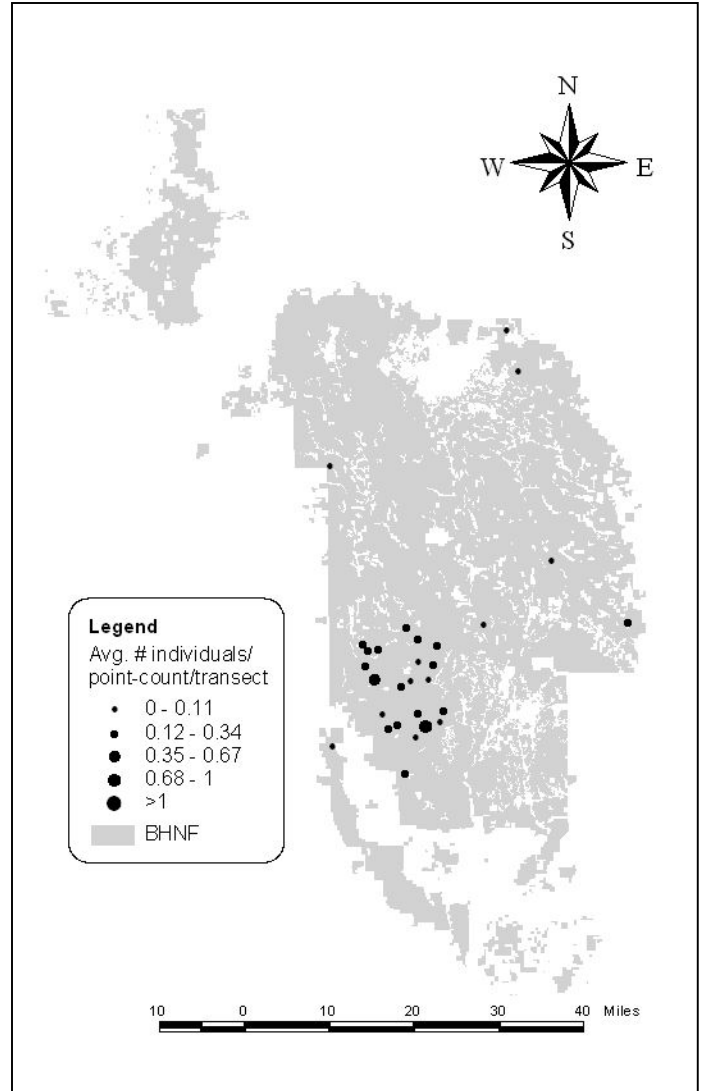 N
W E
S
Legend
Avg. # individuals/
point-count/transect
0 - 0.11
0.12 - 0.34
0.35 - 0.67
0.68 - 1
>1
BHNF
10 0 10 20 30 40 Miles